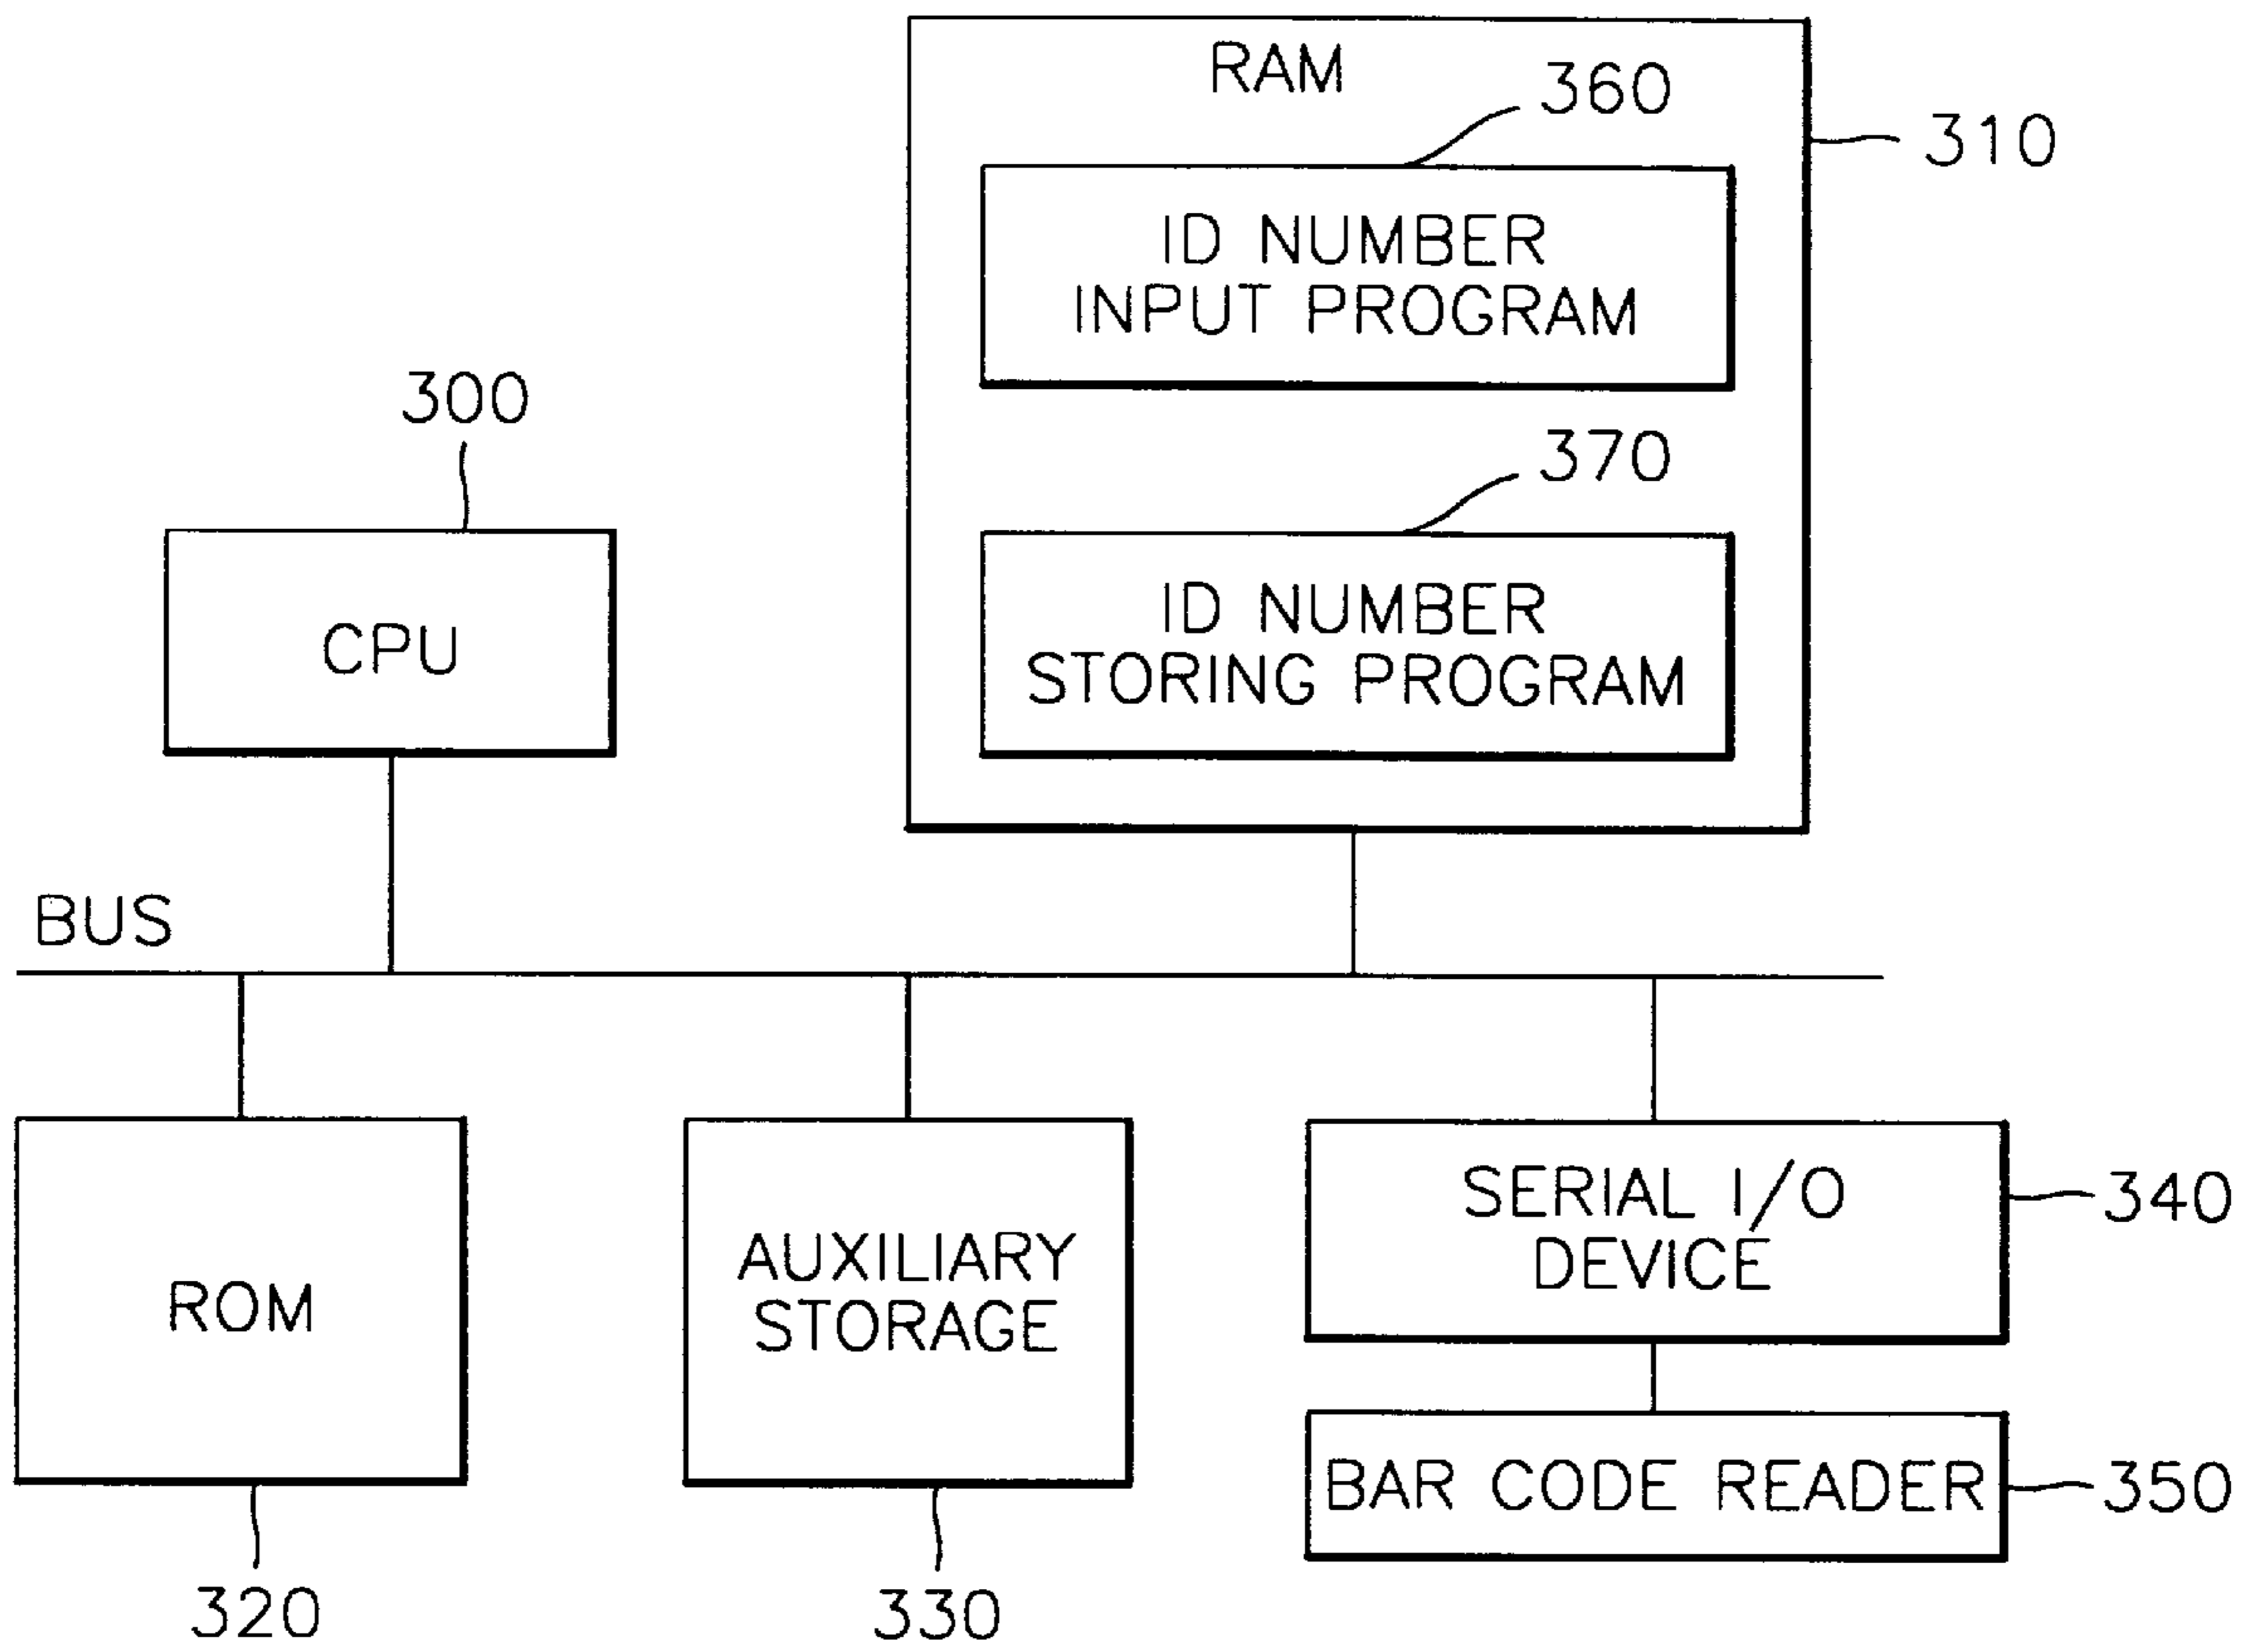 RAM
360
310
ID NUMBER
INPUT PROGRAM
300
370
CPU
ID NUMBER
STORING PROGRAM
BUS
ROM
AUXILIARY
STORAGE
SERIAL I/O
DEVICE
340
BAR CODE READER
350
320
330